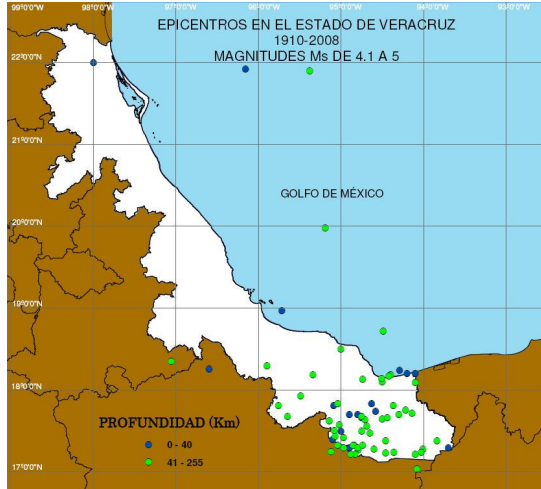 99°0'0"W
98°0'0"W
97°0'0"W
96°0'0"W
95°0'0"W
94°0'0"W
93°0'0"W
EPICENTROS EN EL ESTADO DE VERACRUZ
1910-2008
MAGNITUDES Ms DE 4.1 A 5
22°0'0"N
21°0'0"N
GOLFO DE MÉXICO
20°0'0"N
19°0'0"N
18°0'0"N
PROFUNDIDAD (Km)
0 - 40
41 - 255
17°0'0"N